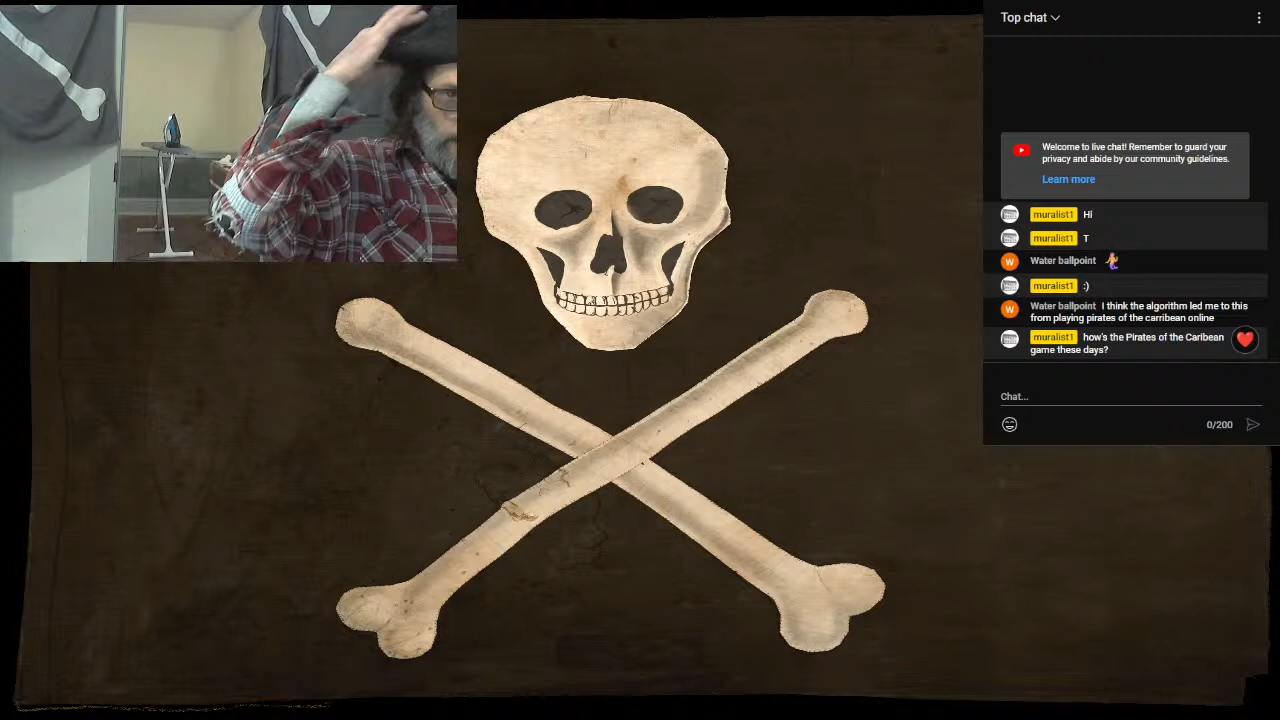 Top chat
Welcome to live chat! Remember to guard your
privacy and abide by our community guidelines.
Learn more
muralist1 Hi
muralist1 T
W Water ballpoint
muralist1 :)
W Water ballpoint I think the algorithm led me to this
from playing pirates of the carribean online
muralist1 how's the Pirates of the Caribean
game these days?
Chat...
0/200